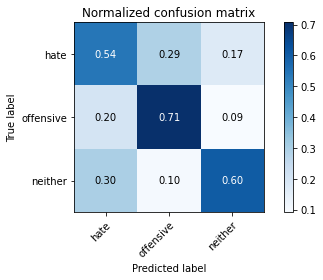 Normalized confusion matrix
True label
hate 0.54 0.29 0.17
offensive 0.20 0.71 0.09
neither 0.30 0.10 0.60
hate offensive neither
Predicted label
0.7
0.6
0.5
0.4
0.3
0.2
0.1